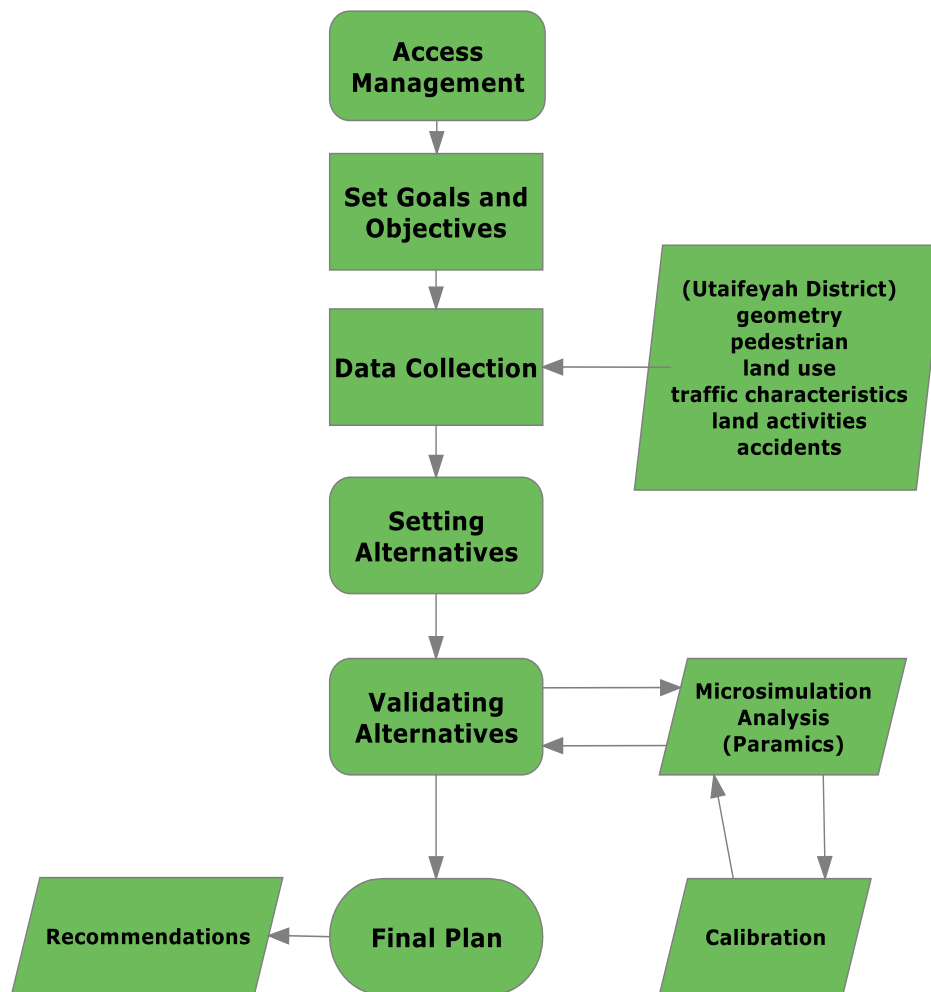 Access
Management
Set Goals and
Objectives
(Utaifeyah District)
geometry
pedestrian
land use
traffic characteristics
land activities
accidents
Data Collection
Setting
Alternatives
Validating
Alternatives
Microsimulation
Analysis
(Paramics)
Recommendations
Final Plan
Calibration